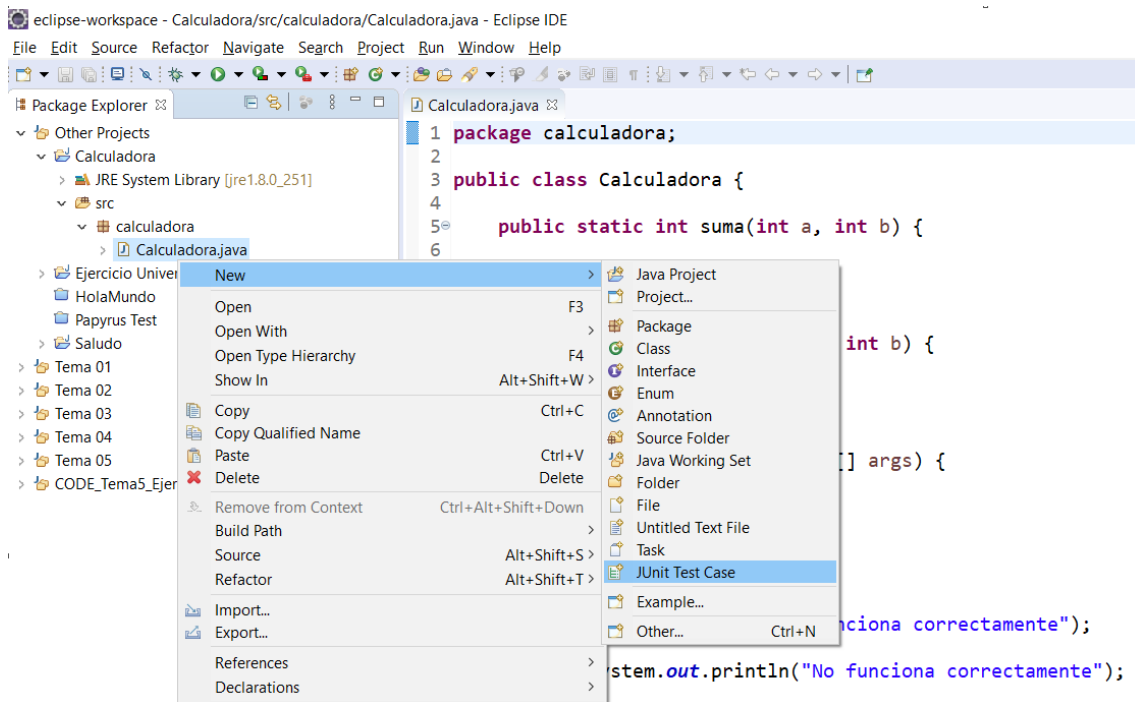 eclipse-workspace - Calculadora/src/calculadora/Calculadora.java - Eclipse IDE
File Edit Source Refactor Navigate Search Project Run Window Help
Package Explorer
Other Projects
Calculadora
JRE System Library [jre1.8.0_251]
src
calculadora
Calculadora.java
Ejercicio Univer
HolaMundo
Papyrus Test
Saludo
Tema 01
Tema 02
Tema 03
Tema 04
Tema 05
CODE_Tema5_Ejer
Calculadora.java
1 package calculadora;
2
3 public class Calculadora {
4
5 public static int suma(int a, int b) {
6
int b) {
[] args) {
nciona correctamente");
ystem.out.println("No funciona correctamente");
New
Open F3
Open With
Open Type Hierarchy F4
Show In Alt+Shift+W
Copy Ctrl+C
Copy Qualified Name
Paste Ctrl+V
Delete Delete
Remove from Context Ctrl+Alt+Shift+Down
Build Path
Source Alt+Shift+S
Refactor Alt+Shift+T
Import...
Export...
References
Declarations
Java Project
Project...
Package
Class
Interface
Enum
Annotation
Source Folder
Java Working Set
Folder
File
Untitled Text File
Task
JUnit Test Case
Example...
Other... Ctrl+N